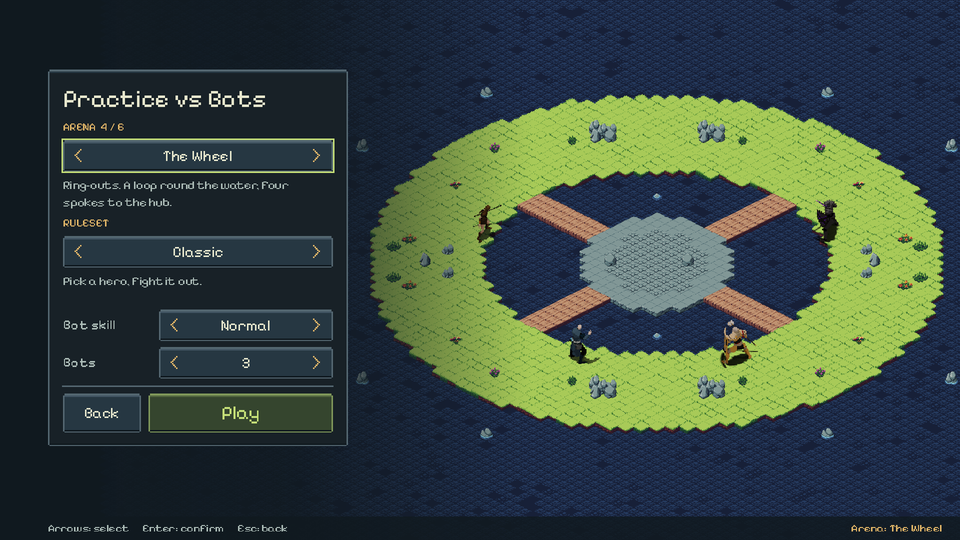 Practice vs Bots
ARENA 4/6
The Wheel
Ring-outs. A loop round the water. Four
spokes to the hub.
RULESET
Classic
Pick a hero. Fight it out.
Bot skill
Normal
Bots
3
Back
Play
Arrows: select Enter: confirm Esc: back
Arena: The Wheel